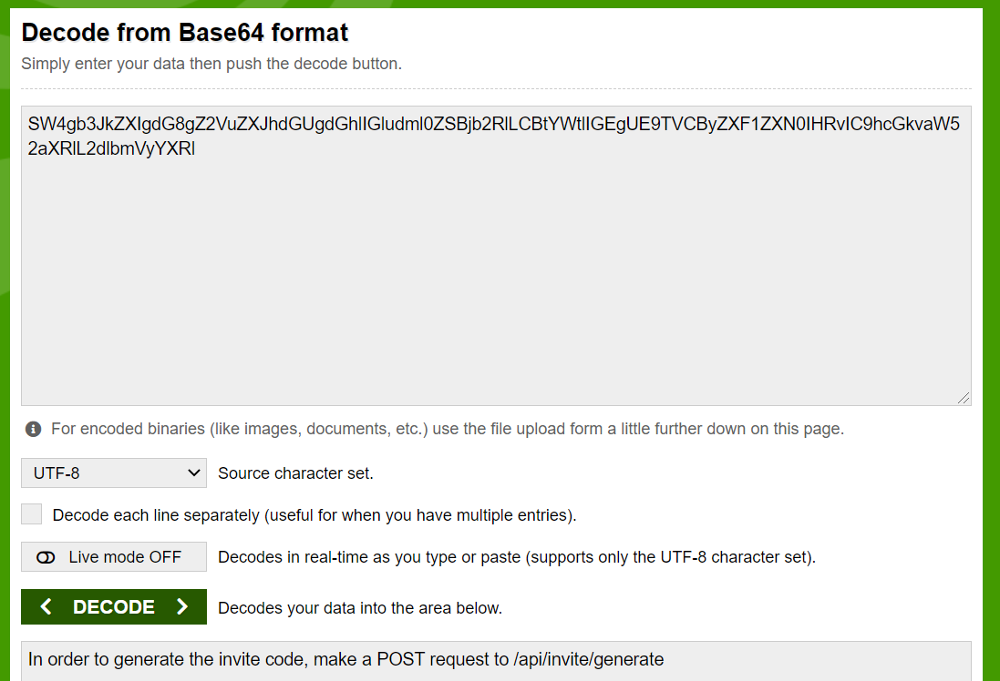 Decode from Base64 format
Simply enter your data then push the decode button.
SW4gb3JkZXIgdG8gZ2VuZXJhdGUgdGhlIGludml0ZSBjb2RlLCBtYWtlIGEgUE9TVCByZXF1ZXN0IHRvIC9hcGkvaW5
2aXRlL2dlbmVyYXRl
For encoded binaries (like images, documents, etc.) use the file upload form a little further down on this page.
UTF-8 Source character set.
Decode each line separately (useful for when you have multiple entries).
Live mode OFF Decodes in real-time as you type or paste (supports only the UTF-8 character set).
DECODE Decodes your data into the area below.
In order to generate the invite code, make a POST request to /api/invite/generate